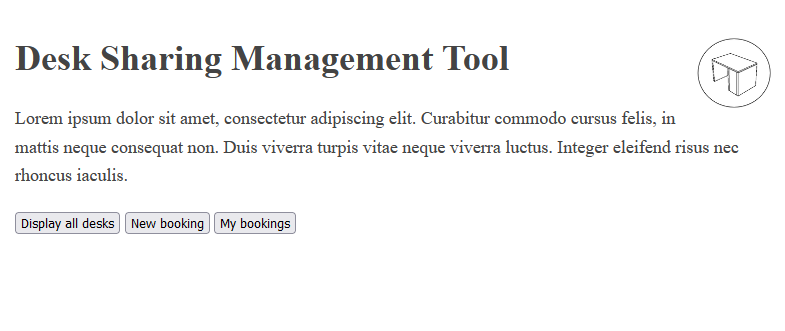 Desk Sharing Management Tool
Lorem ipsum dolor sit amet, consectetur adipiscing elit. Curabitur commodo cursus felis, in
mattis neque consequat non. Duis viverra turpis vitae neque viverra luctus. Integer eleifend risus nec
rhoncus iaculis.
Display all desks New booking My bookings